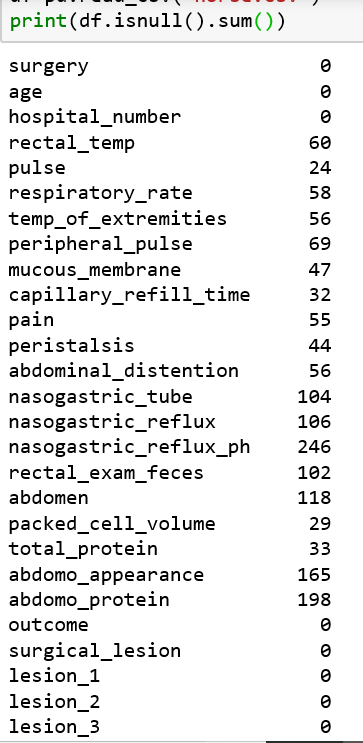 print(df.isnull().sum())
surgery 0
age 0
hospital_number 0
rectal_temp 60
pulse 24
respiratory_rate 58
temp_of_extremities 56
peripheral_pulse 69
mucous_membrane 47
capillary_refill_time 32
pain 55
peristalsis 44
abdominal_distention 56
nasogastric_tube 104
nasogastric_reflux 106
nasogastric_reflux_ph 246
rectal_exam_feces 102
abdomen 118
packed_cell_volume 29
total_protein 33
abdomo_appearance 165
abdomo_protein 198
outcome 0
surgical_lesion 0
lesion_1 0
lesion_2 0
lesion_3 0